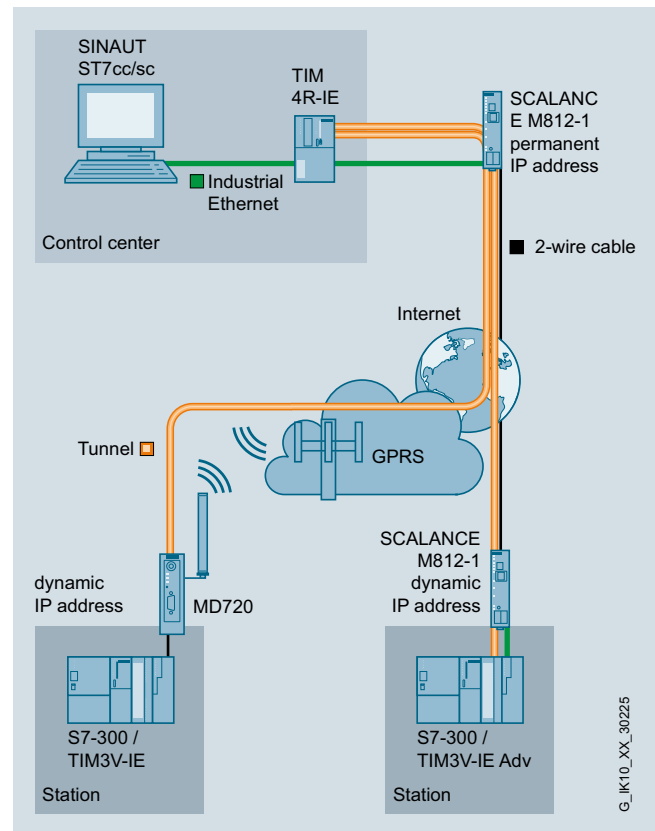 SINAUT
ST7cc/sc
TIM
4R-IE
SCALANC
E M812-1
permanent
IP address
Industrial
Ethernet
Control center
2-wire cable
Internet
Tunnel
GPRS
SCALANCE
M812-1
dynamic
IP address
dynamic
IP address
MD720
S7-300 /
TIM3V-IE
Station
S7-300 /
TIM3V-IE Adv
Station
G_IK10_XX_30225